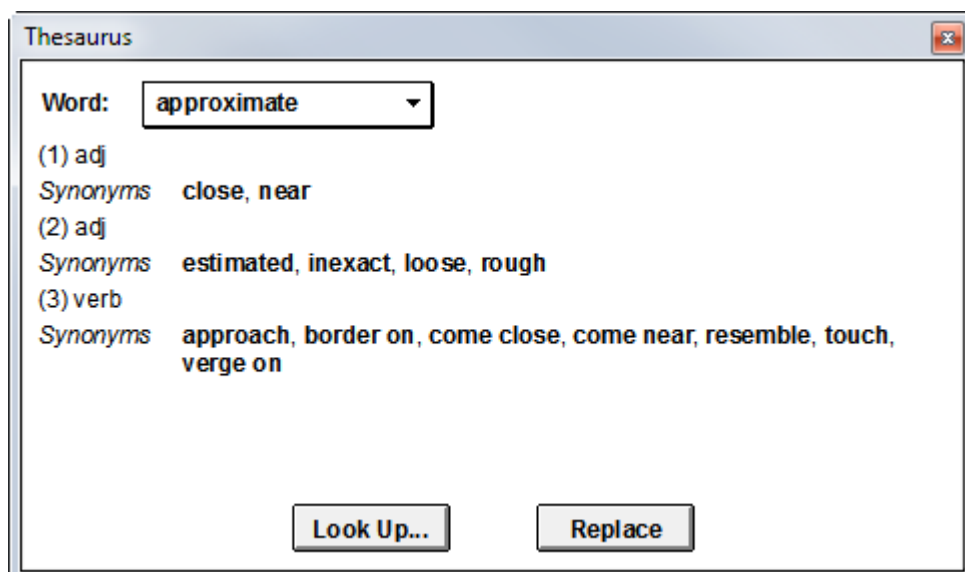 Thesaurus
Word: approximate
(1) adj
Synonyms close, near
(2) adj
Synonyms estimated, inexact, loose, rough
(3) verb
Synonyms approach, border on, come close, come near, resemble, touch,
verge on
Look Up... Replace